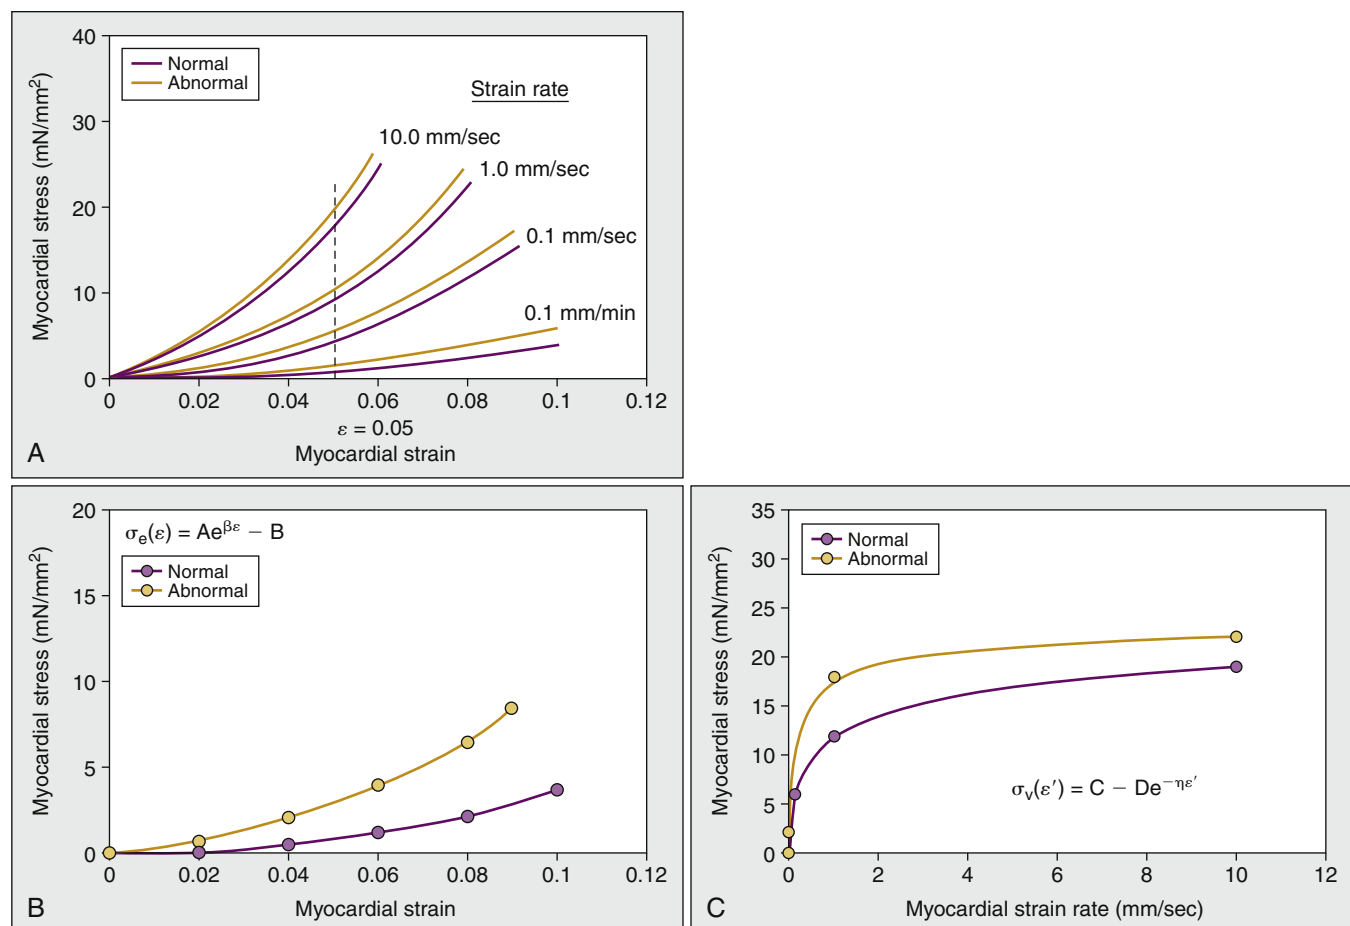 40
30
20
10
0
Myocardial stress (mN/mm²)
Normal
Abnormal
Strain rate
10.0 mm/sec
1.0 mm/sec
0.1 mm/sec
0.1 mm/min
0 0.02 0.04 0.06 0.08 0.1 0.12
ε = 0.05
Myocardial strain
A
20
15
10
5
0
Myocardial stress (mN/mm²)
σₑ(ε) = Ae^βε − B
Normal
Abnormal
0 0.02 0.04 0.06 0.08 0.1 0.12
Myocardial strain
B
35
30
25
20
15
10
5
0
Myocardial stress (mN/mm²)
Normal
Abnormal
σᵥ(ε′) = C − De^−ηε′
0 2 4 6 8 10 12
Myocardial strain rate (mm/sec)
C